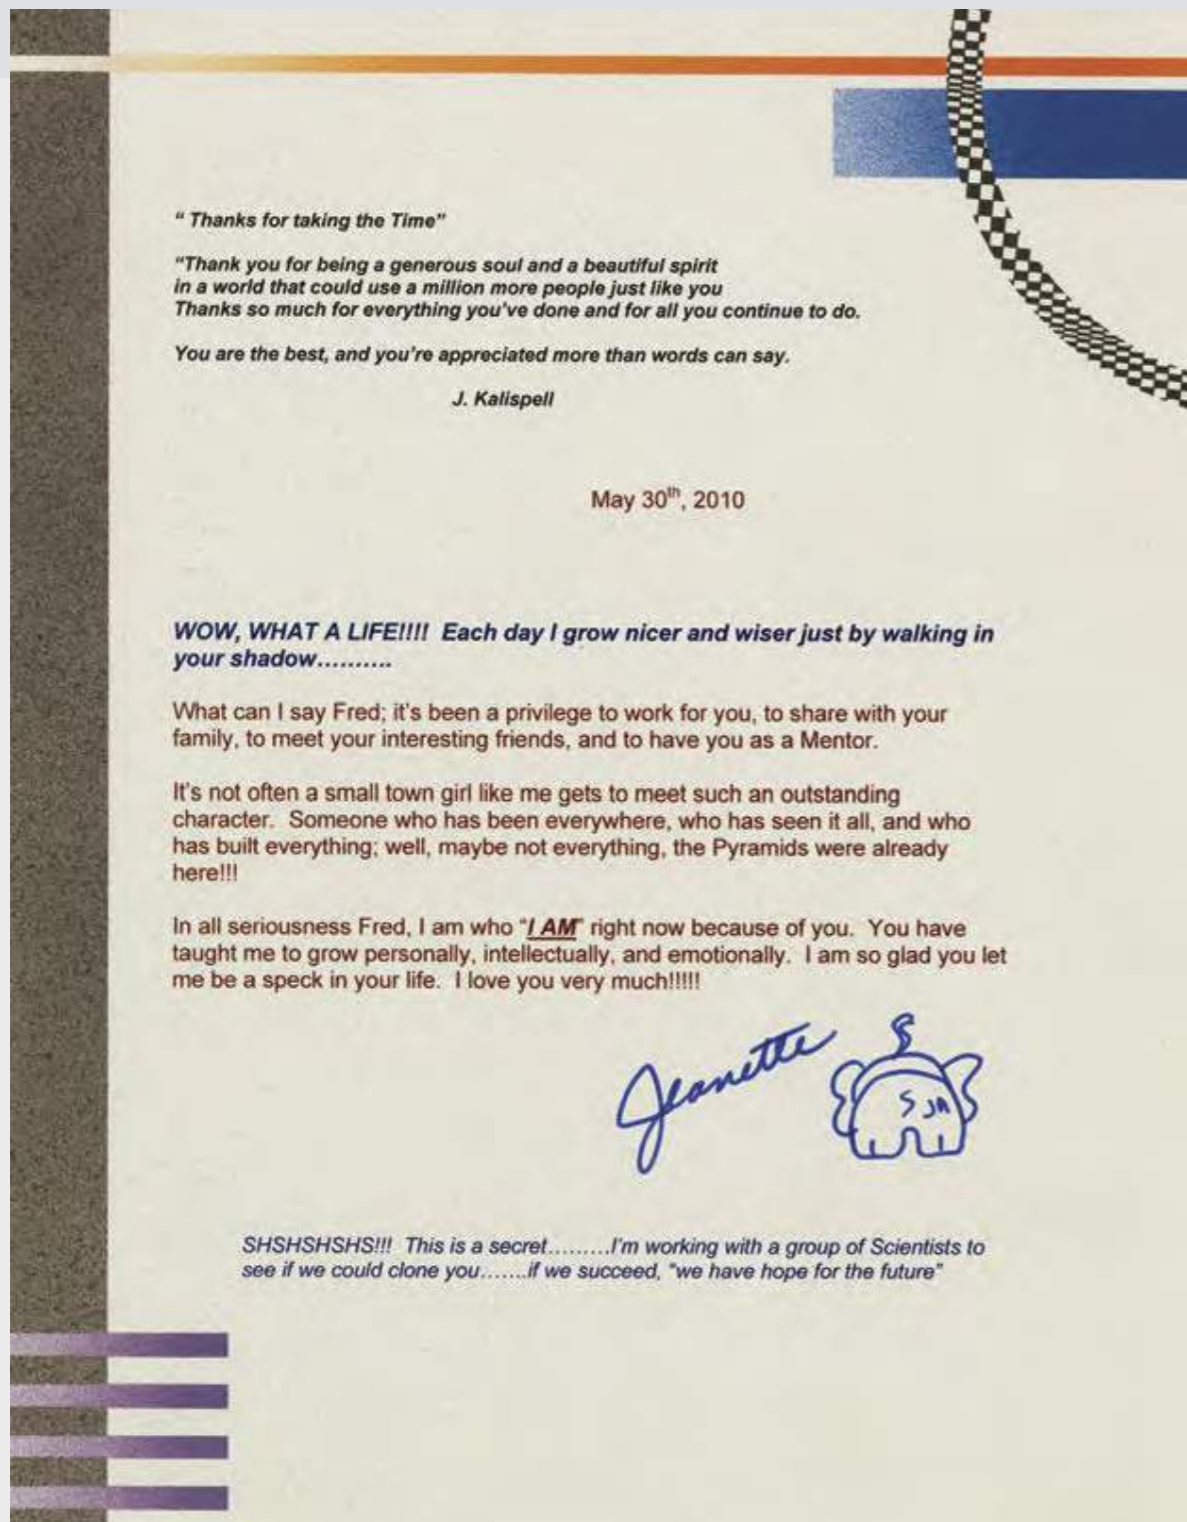 “ Thanks for taking the Time”
“Thank you for being a generous soul and a beautiful spirit
in a world that could use a million more people just like you
Thanks so much for everything you've done and for all you continue to do.
You are the best, and you're appreciated more than words can say.
J. Kalispell
May 30th, 2010
WOW, WHAT A LIFE!!!! Each day I grow nicer and wiser just by walking in
your shadow..........
What can I say Fred; it's been a privilege to work for you, to share with your
family, to meet your interesting friends, and to have you as a Mentor.
It's not often a small town girl like me gets to meet such an outstanding
character. Someone who has been everywhere, who has seen it all, and who
has built everything; well, maybe not everything, the Pyramids were already
here!!!
In all seriousness Fred, I am who “I AM” right now because of you. You have
taught me to grow personally, intellectually, and emotionally. I am so glad you let
me be a speck in your life. I love you very much!!!!!
Jeanette
SJA
SHSHSHSHS!!! This is a secret.........I'm working with a group of Scientists to
see if we could clone you.......if we succeed, “we have hope for the future”